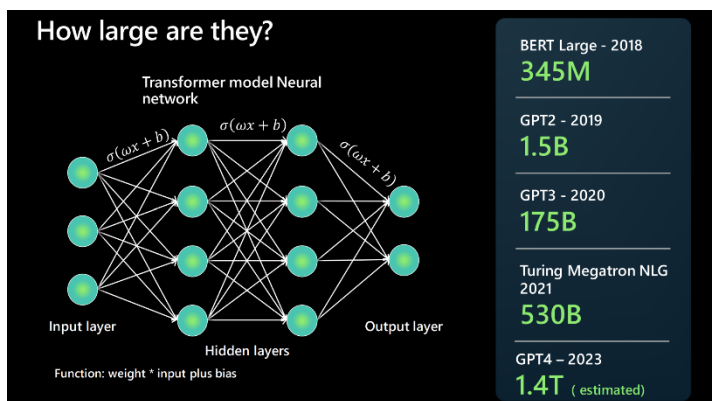 How large are they?
Transformer model Neural
network
σ(ωx + b)
σ(ωx + b)
σ(ωx + b)
Input layer
Hidden layers
Output layer
Function: weight * input plus bias
BERT Large - 2018
345M
GPT2 - 2019
1.5B
GPT3 - 2020
175B
Turing Megatron NLG
2021
530B
GPT4 – 2023
1.4T ( estimated)